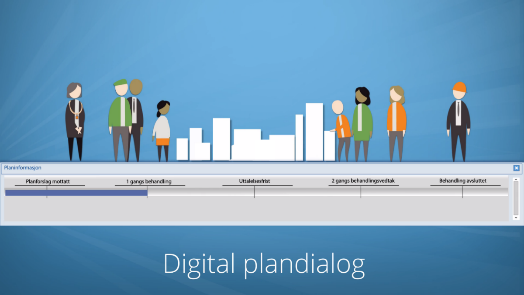 Planinformasjon
Planforslag mottatt 1 gangs behandling Uttalelsesfrist 2 gangs behandlingsvedtak Behandling avsluttet
Digital plandialog